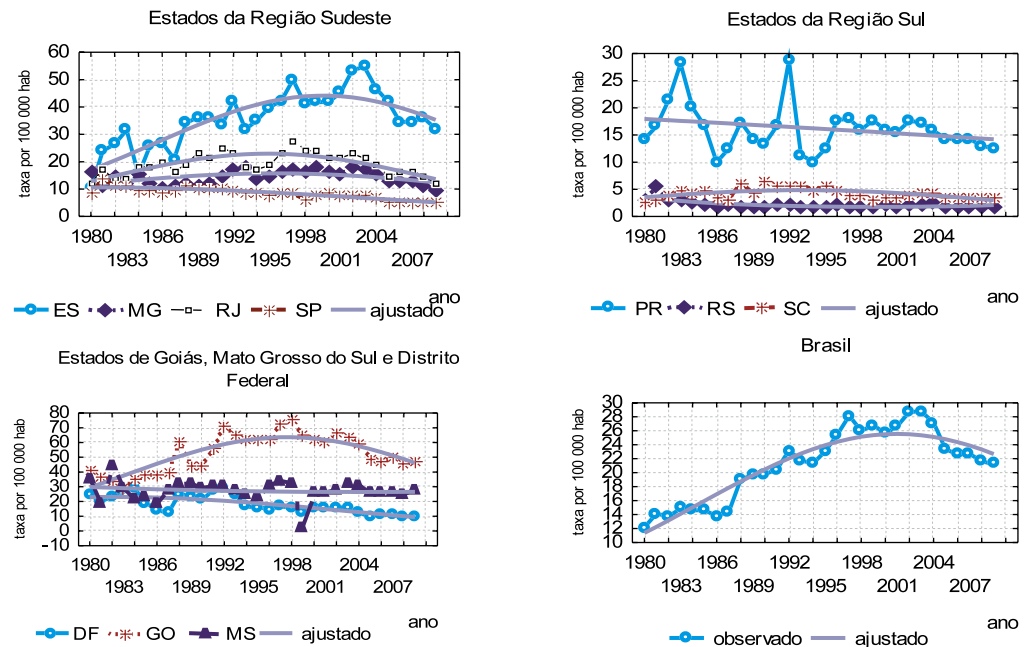 Estados da Região Sudeste
taxa por 100 000 hab
60
50
40
30
20
10
0
1980 1986 1992 1998 2004
1983 1989 1995 2001 2007
ano
ES MG RJ SP ajustado
Estados da Região Sul
taxa por 100 000 hab
30
25
20
15
10
5
0
1980 1986 1992 1998 2004
1983 1989 1995 2001 2007
ano
PR RS SC ajustado
Estados de Goiás, Mato Grosso do Sul e Distrito
Federal
taxa por 100 000 hab
80
70
60
50
40
30
20
10
0
-10
1980 1986 1992 1998 2004
1983 1989 1995 2001 2007
ano
DF GO MS ajustado
Brasil
taxa por 100 000 hab
28
26
24
22
20
18
16
14
12
10
1980 1986 1992 1998 2004
1983 1989 1995 2001 2007
ano
observado ajustado